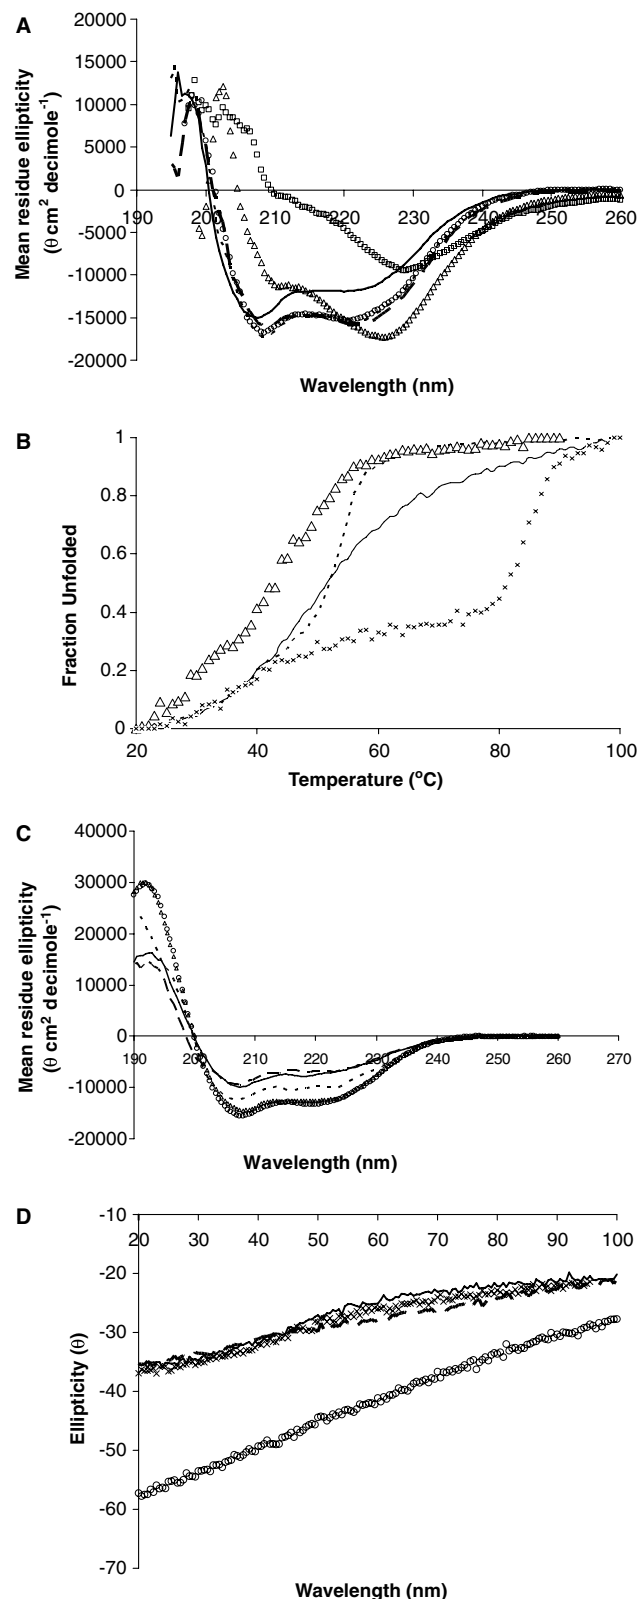 A
20000
15000
10000
5000
0
-5000
-10000
-15000
-20000
190 200 210 220 230 240 250 260
Mean residue ellipticity
(θ cm² decimole⁻¹)
Wavelength (nm)
B
1
0.8
0.6
0.4
0.2
0
20 40 60 80 100
Fraction Unfolded
Temperature (ºC)
C
40000
30000
20000
10000
0
-10000
-20000
190 200 210 220 230 240 250 260 270
Mean residue ellipticity
(θ cm² decimole⁻¹)
Wavelength (nm)
D
-10
-20
-30
-40
-50
-60
-70
20 30 40 50 60 70 80 90 100
Ellipticity (θ)
Wavelength (nm)